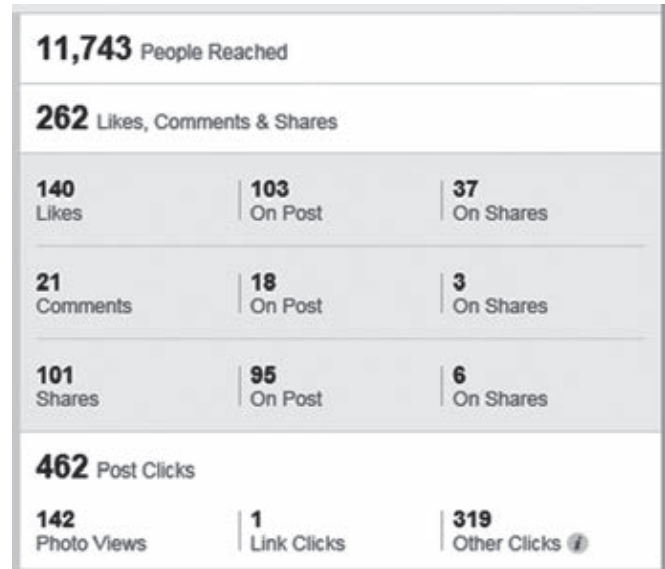 11,743 People Reached
262 Likes, Comments & Shares
140 103 37
Likes On Post On Shares
21 18 3
Comments On Post On Shares
101 95 6
Shares On Post On Shares
462 Post Clicks
142 1 319
Photo Views Link Clicks Other Clicks i